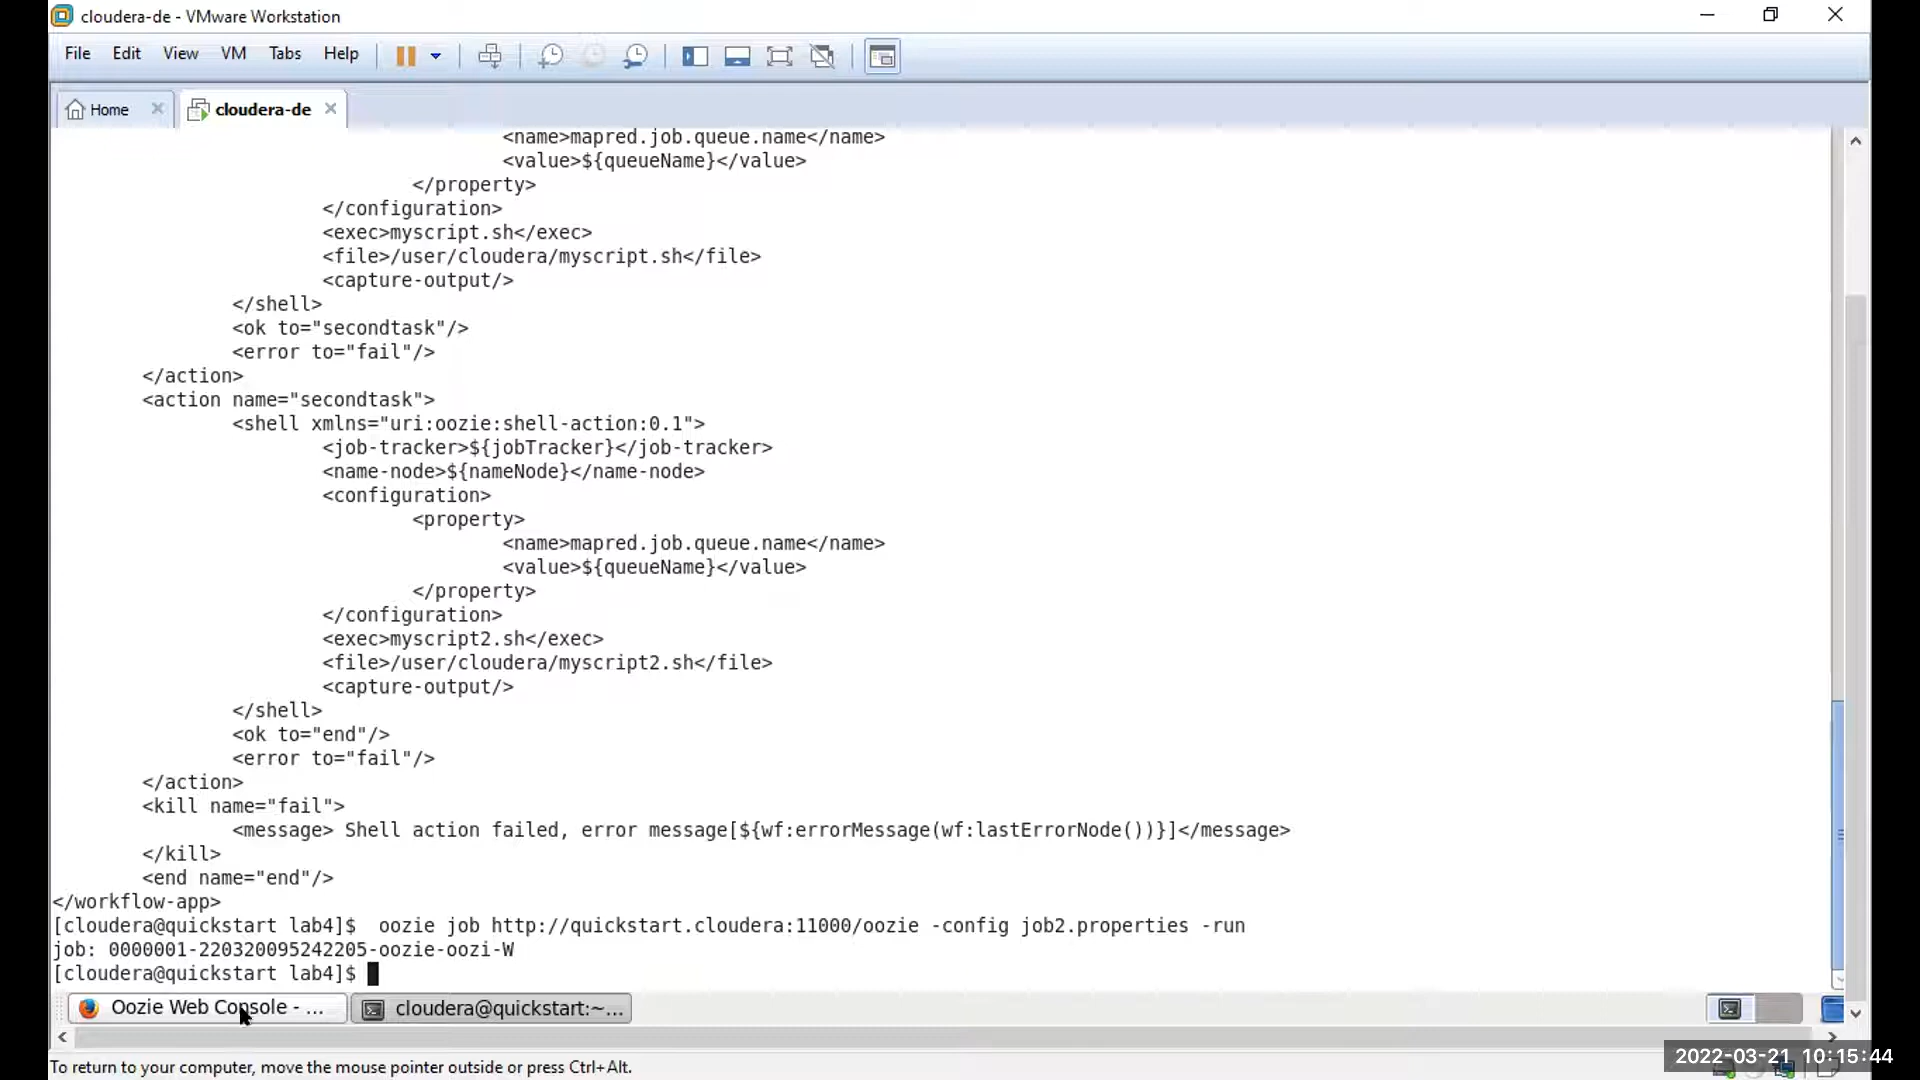 cloudera-de - VMware Workstation
File Edit View VM Tabs Help
Home cloudera-de
<name>mapred.job.queue.name</name>
<value>${queueName}</value>
</property>
</configuration>
<exec>myscript.sh</exec>
<file>/user/cloudera/myscript.sh</file>
<capture-output/>
</shell>
<ok to="secondtask"/>
<error to="fail"/>
</action>
<action name="secondtask">
<shell xmlns="uri:oozie:shell-action:0.1">
<job-tracker>${jobTracker}</job-tracker>
<name-node>${nameNode}</name-node>
<configuration>
<property>
<name>mapred.job.queue.name</name>
<value>${queueName}</value>
</property>
</configuration>
<exec>myscript2.sh</exec>
<file>/user/cloudera/myscript2.sh</file>
<capture-output/>
</shell>
<ok to="end"/>
<error to="fail"/>
</action>
<kill name="fail">
<message> Shell action failed, error message[${wf:errorMessage(wf:lastErrorNode())}]</message>
</kill>
<end name="end"/>
</workflow-app>
[cloudera@quickstart lab4]$  oozie job http://quickstart.cloudera:11000/oozie -config job2.properties -run
job: 0000001-220320095242205-oozie-oozi-W
[cloudera@quickstart lab4]$
Oozie Web Console - ... cloudera@quickstart:~...
To return to your computer, move the mouse pointer outside or press Ctrl+Alt.
2022-03-21 10:15:44